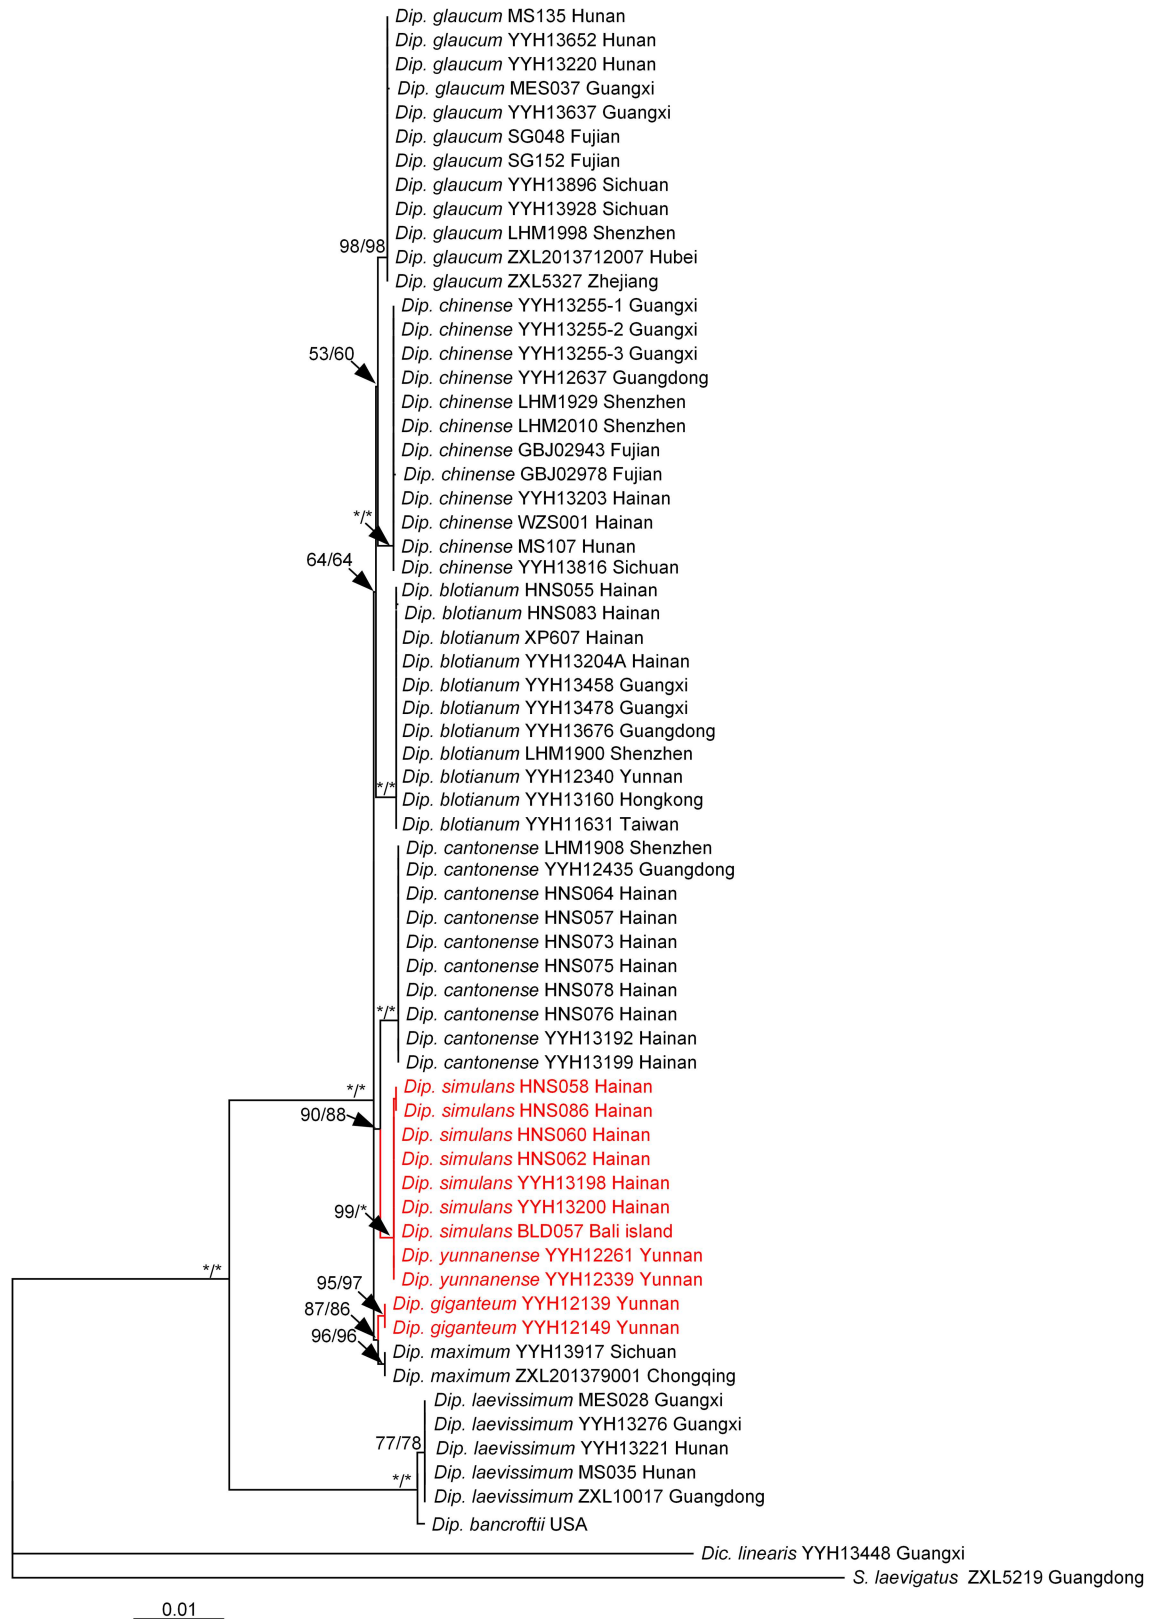 Dip. glaucum MS135 Hunan
Dip. glaucum YYH13652 Hunan
Dip. glaucum YYH13220 Hunan
Dip. glaucum MES037 Guangxi
Dip. glaucum YYH13637 Guangxi
Dip. glaucum SG048 Fujian
Dip. glaucum SG152 Fujian
Dip. glaucum YYH13896 Sichuan
Dip. glaucum YYH13928 Sichuan
Dip. glaucum LHM1998 Shenzhen
98/98
Dip. glaucum ZXL2013712007 Hubei
Dip. glaucum ZXL5327 Zhejiang
Dip. chinense YYH13255-1 Guangxi
Dip. chinense YYH13255-2 Guangxi
53/60
Dip. chinense YYH13255-3 Guangxi
Dip. chinense YYH12637 Guangdong
Dip. chinense LHM1929 Shenzhen
Dip. chinense LHM2010 Shenzhen
Dip. chinense GBJ02943 Fujian
Dip. chinense GBJ02978 Fujian
Dip. chinense YYH13203 Hainan
*/*
Dip. chinense WZS001 Hainan
Dip. chinense MS107 Hunan
64/64
Dip. chinense YYH13816 Sichuan
Dip. blotianum HNS055 Hainan
Dip. blotianum HNS083 Hainan
Dip. blotianum XP607 Hainan
Dip. blotianum YYH13204A Hainan
Dip. blotianum YYH13458 Guangxi
Dip. blotianum YYH13478 Guangxi
Dip. blotianum YYH13676 Guangdong
Dip. blotianum LHM1900 Shenzhen
Dip. blotianum YYH12340 Yunnan
*/*
Dip. blotianum YYH13160 Hongkong
Dip. blotianum YYH11631 Taiwan
Dip. cantonense LHM1908 Shenzhen
Dip. cantonense YYH12435 Guangdong
Dip. cantonense HNS064 Hainan
Dip. cantonense HNS057 Hainan
Dip. cantonense HNS073 Hainan
Dip. cantonense HNS075 Hainan
Dip. cantonense HNS078 Hainan
*/*
Dip. cantonense HNS076 Hainan
Dip. cantonense YYH13192 Hainan
Dip. cantonense YYH13199 Hainan
*/*
Dip. simulans HNS058 Hainan
90/88
Dip. simulans HNS086 Hainan
Dip. simulans HNS060 Hainan
Dip. simulans HNS062 Hainan
Dip. simulans YYH13198 Hainan
99/*
Dip. simulans YYH13200 Hainan
Dip. simulans BLD057 Bali island
Dip. yunnanense YYH12261 Yunnan
*/*
Dip. yunnanense YYH12339 Yunnan
95/97
Dip. giganteum YYH12139 Yunnan
87/86
Dip. giganteum YYH12149 Yunnan
96/96
Dip. maximum YYH13917 Sichuan
Dip. maximum ZXL201379001 Chongqing
Dip. laevissimum MES028 Guangxi
Dip. laevissimum YYH13276 Guangxi
77/78
Dip. laevissimum YYH13221 Hunan
*/*
Dip. laevissimum MS035 Hunan
Dip. laevissimum ZXL10017 Guangdong
Dip. bancroftii USA
Dic. linearis YYH13448 Guangxi
S. laevigatus ZXL5219 Guangdong
0.01